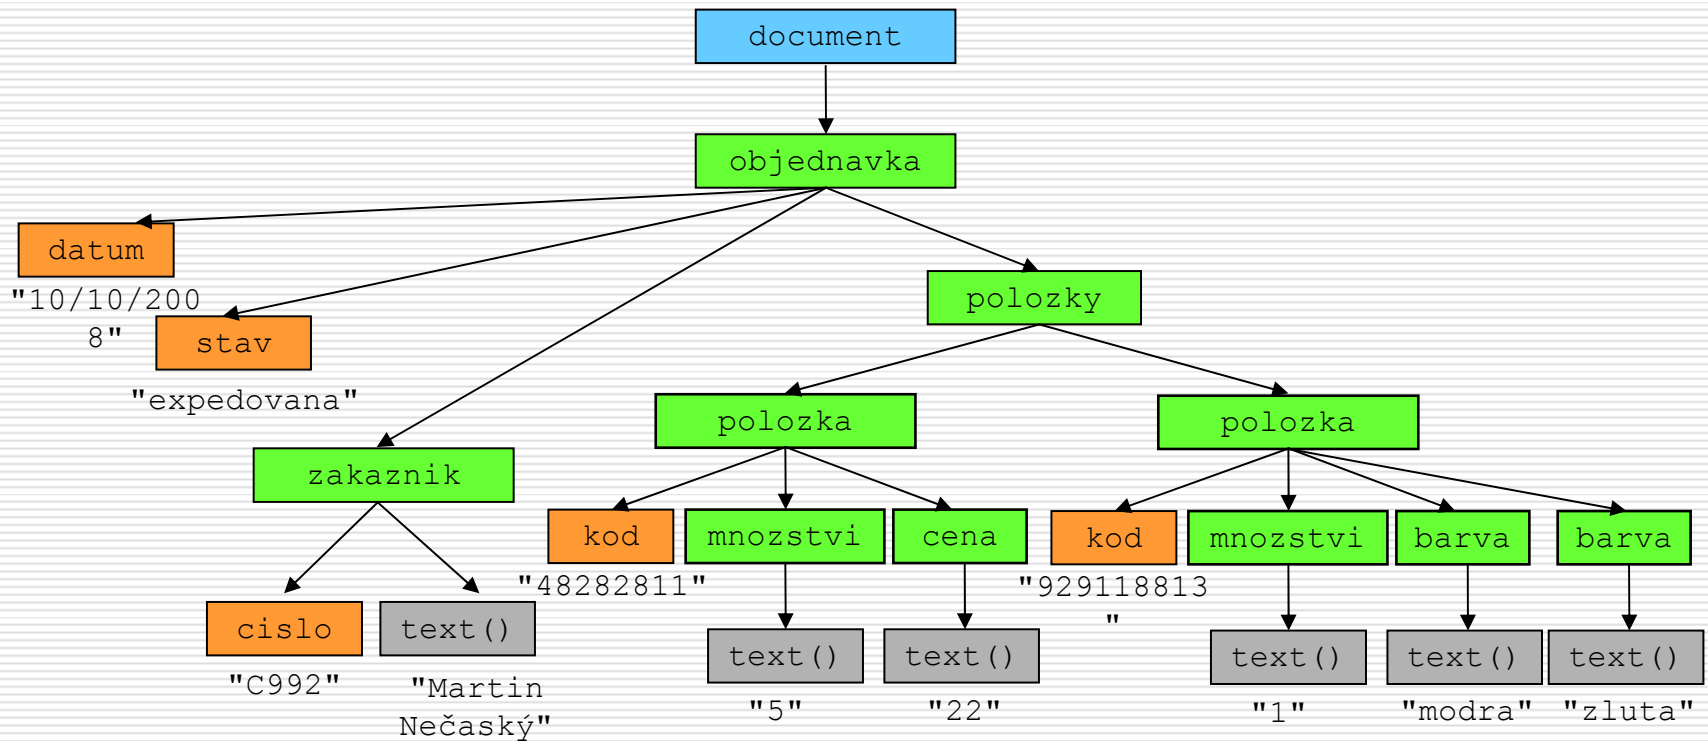 document
objednavka
datum
"10/10/200
8"
stav
"expedovana"
polozky
polozka
polozka
zakaznik
kod
mnozstvi
cena
kod
mnozstvi
barva
barva
"48282811"
"929118813
"
cislo
text()
text()
text()
text()
text()
text()
"C992"
"Martin
Nečaský"
"5"
"22"
"1"
"modra"
"zluta"